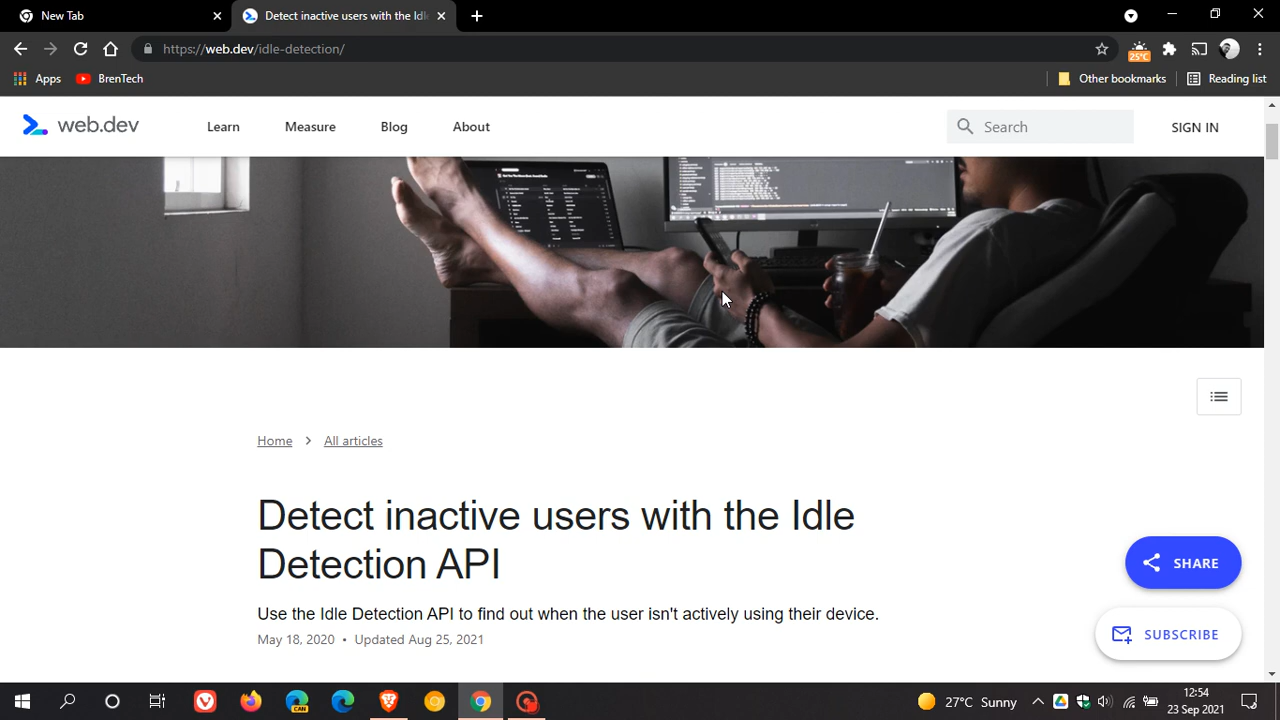 New Tab
Detect inactive users with the Idl
https://web.dev/idle-detection/
25°C
Apps
BrenTech
Other bookmarks
Reading list
web.dev
Learn
Measure
Blog
About
Search
SIGN IN
Home
All articles
Detect inactive users with the Idle
Detection API
Use the Idle Detection API to find out when the user isn't actively using their device.
May 18, 2020 • Updated Aug 25, 2021
SHARE
SUBSCRIBE
CAN
27°C Sunny
12:54
23 Sep 2021